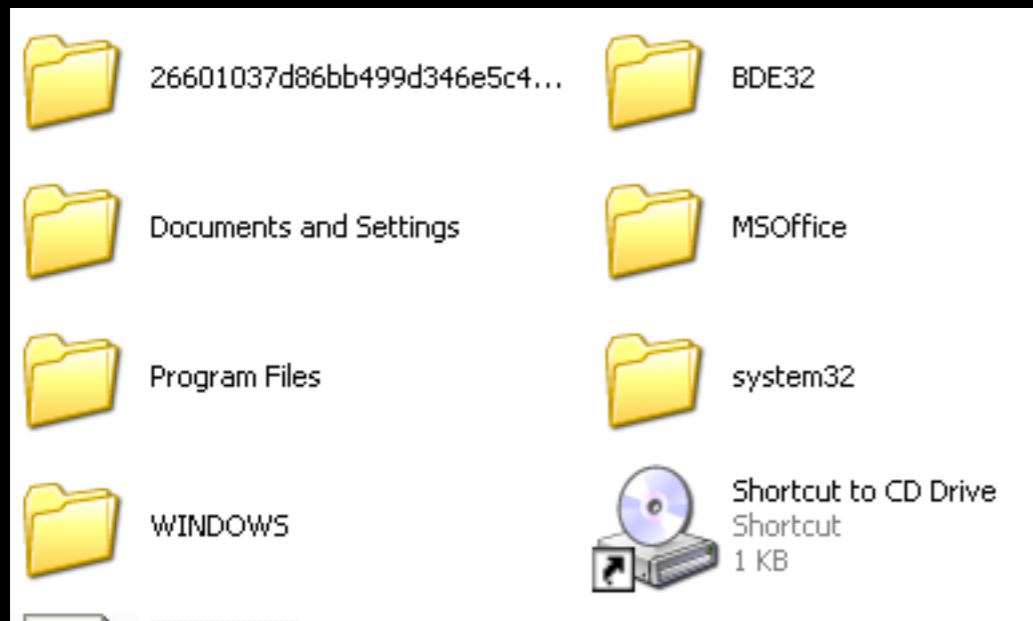 26601037d86bb499d346e5c4...
BDE32
Documents and Settings
MSOffice
Program Files
system32
WINDOWS
Shortcut to CD Drive
Shortcut
1 KB